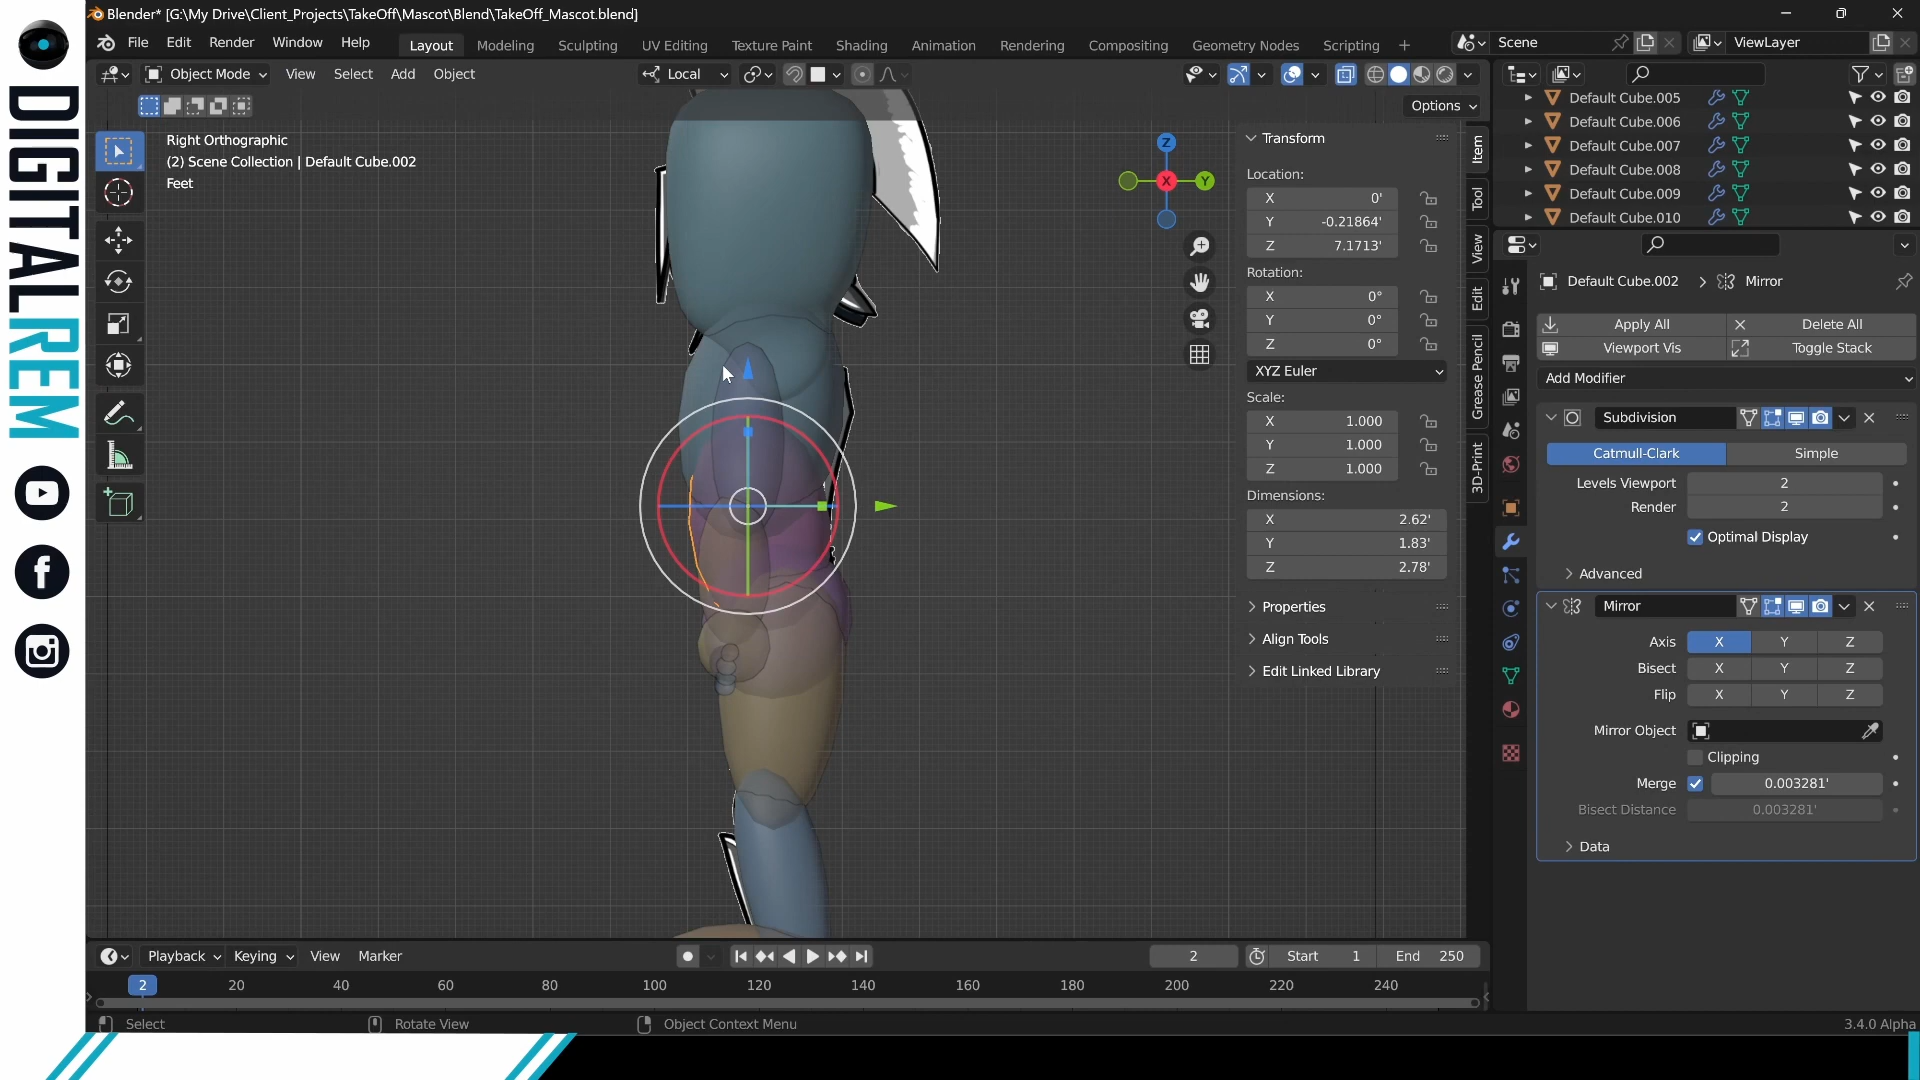 DIGITALREM
Blender* [G:\My Drive\Client_Projects\TakeOff\Mascot\Blend\TakeOff_Mascot.blend]
File Edit Render Window Help Layout Modeling Sculpting UV Editing Texture Paint Shading Animation Rendering Compositing Geometry Nodes Scripting + Scene ViewLayer
Object Mode View Select Add Object Local
Options
Right Orthographic
(2) Scene Collection | Default Cube.002
Feet
Z
X
Y
Transform
Location:
X 0'
Y -0.21864'
Z 7.1713'
Rotation:
X 0°
Y 0°
Z 0°
XYZ Euler
Scale:
X 1.000
Y 1.000
Z 1.000
Dimensions:
X 2.62'
Y 1.83'
Z 2.78'
Properties
Align Tools
Edit Linked Library
Item
Tool
View
Edit
Grease Pencil
3D-Print
Default Cube.005
Default Cube.006
Default Cube.007
Default Cube.008
Default Cube.009
Default Cube.010
Default Cube.002 Mirror
Apply All Delete All
Viewport Vis Toggle Stack
Add Modifier
Subdivision
Catmull-Clark Simple
Levels Viewport 2
Render 2
Optimal Display
Advanced
Mirror
Axis X Y Z
Bisect X Y Z
Flip X Y Z
Mirror Object
Clipping
Merge 0.003281'
Bisect Distance 0.003281'
Data
Playback Keying View Marker 2 Start 1 End 250
2 20 40 60 80 100 120 140 160 180 200 220 240
Select Rotate View Object Context Menu 3.4.0 Alpha